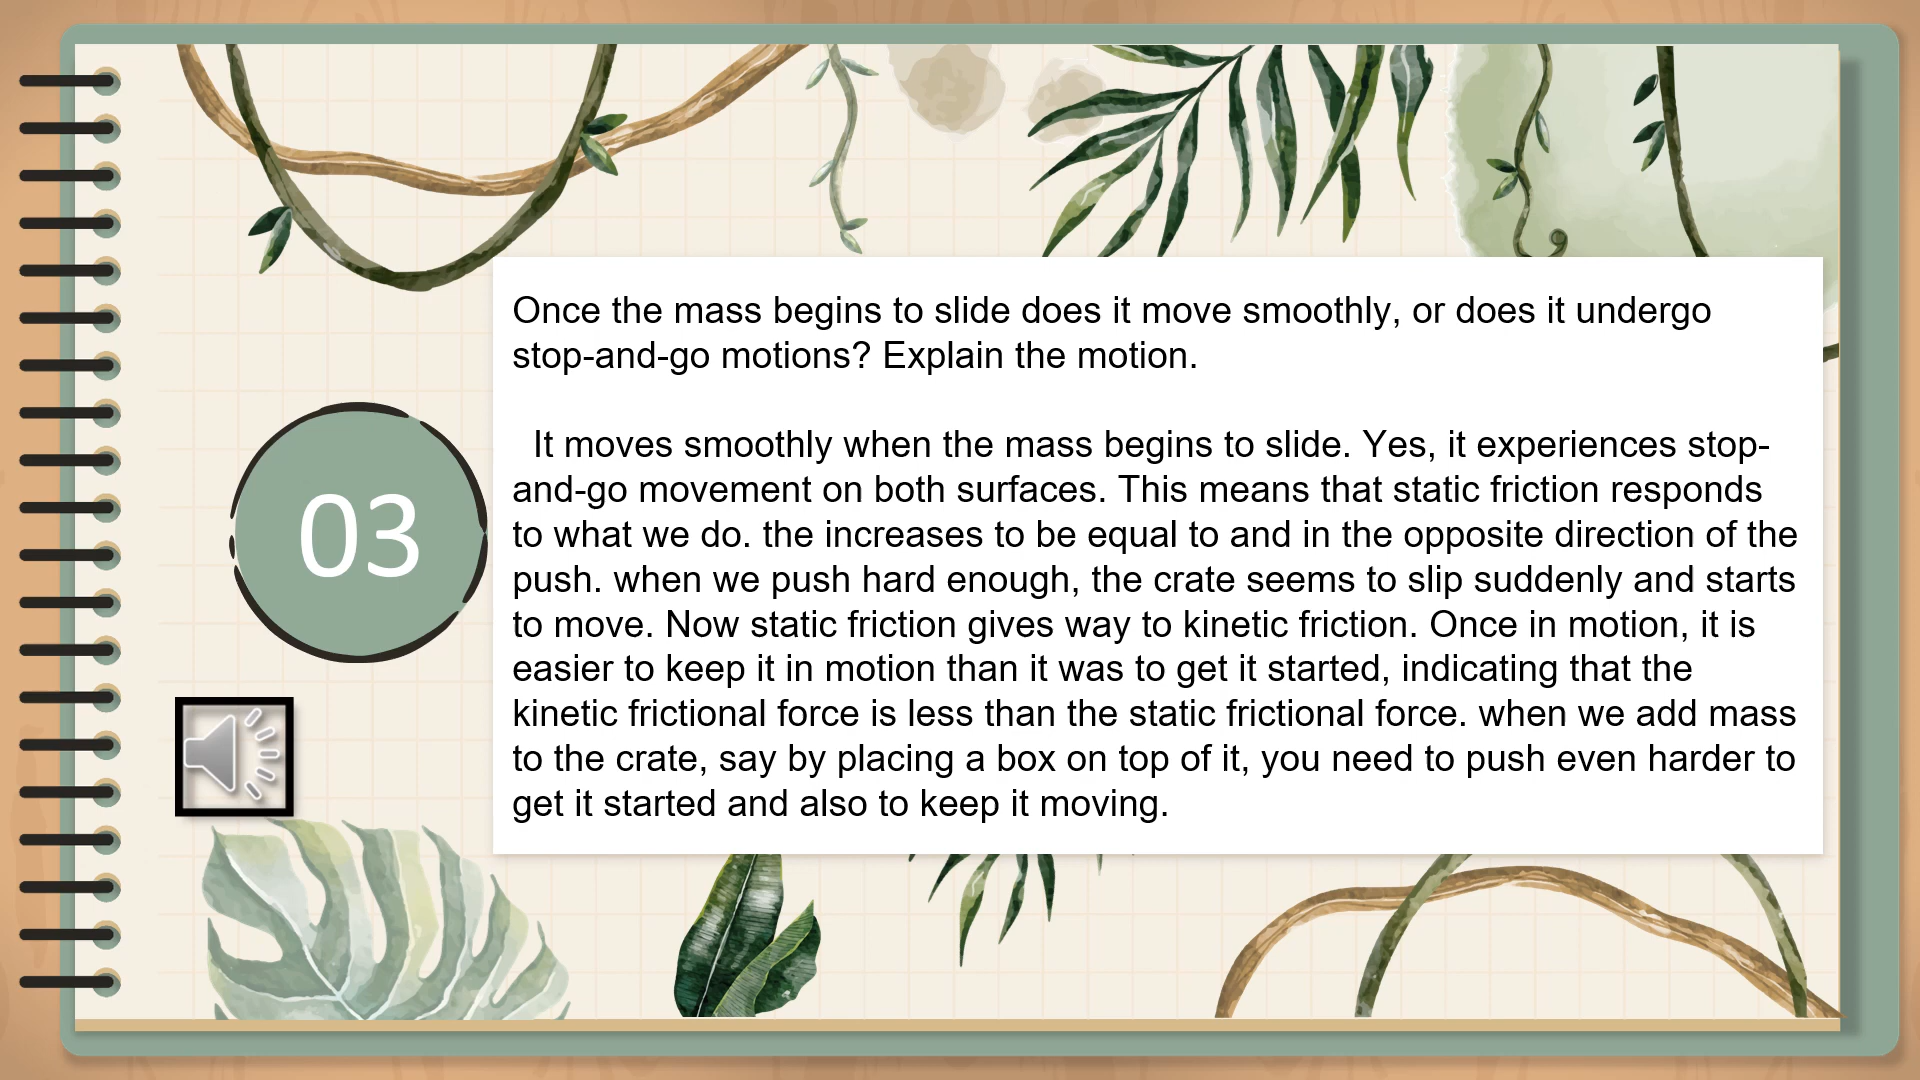 Once the mass begins to slide does it move smoothly, or does it undergo
stop-and-go motions? Explain the motion.
03
It moves smoothly when the mass begins to slide. Yes, it experiences stop-
and-go movement on both surfaces. This means that static friction responds
to what we do. the increases to be equal to and in the opposite direction of the
push. when we push hard enough, the crate seems to slip suddenly and starts
to move. Now static friction gives way to kinetic friction. Once in motion, it is
easier to keep it in motion than it was to get it started, indicating that the
kinetic frictional force is less than the static frictional force. when we add mass
to the crate, say by placing a box on top of it, you need to push even harder to
get it started and also to keep it moving.